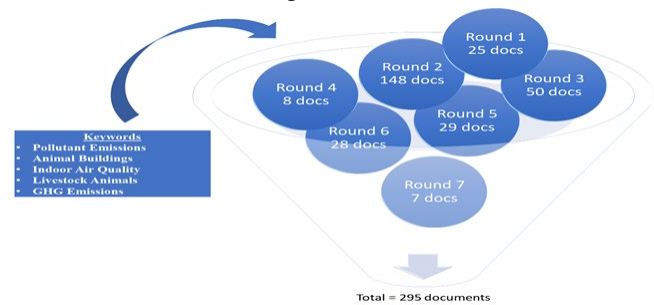 Round 1
25 docs
Round 2
148 docs
Round 3
50 docs
Round 4
8 docs
Round 5
29 docs
Round 6
28 docs
Round 7
7 docs
Keywords
• Pollutant Emissions
• Animal Buildings
• Indoor Air Quality
• Livestock Animals
• GHG Emissions
Total = 295 documents